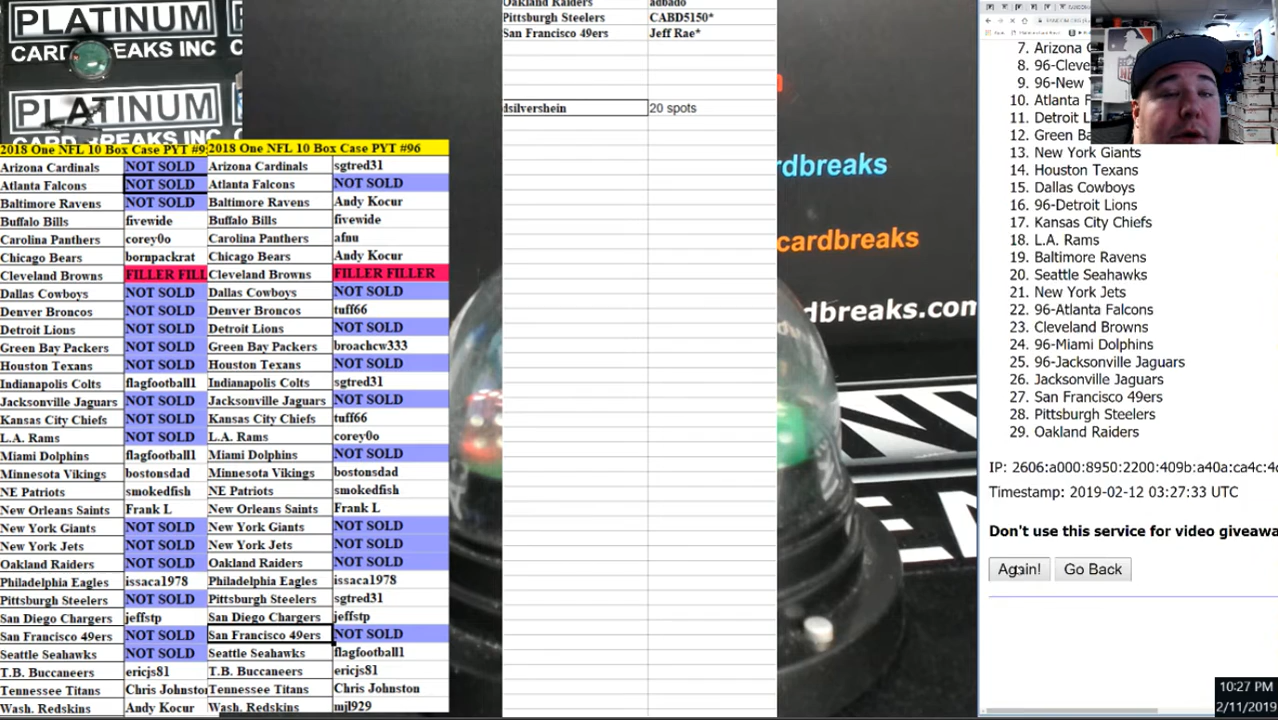 PLATINUM
CARD BREAKS INC
PLATINUM
CARD BREAKS INC
2018 One NFL 10 Box Case PYT #9
Arizona Cardinals NOT SOLD
Atlanta Falcons NOT SOLD
Baltimore Ravens NOT SOLD
Buffalo Bills fivewide
Carolina Panthers corey0o
Chicago Bears bornpackrat
Cleveland Browns FILLER FILL
Dallas Cowboys NOT SOLD
Denver Broncos NOT SOLD
Detroit Lions NOT SOLD
Green Bay Packers NOT SOLD
Houston Texans NOT SOLD
Indianapolis Colts flagfootball1
Jacksonville Jaguars NOT SOLD
Kansas City Chiefs NOT SOLD
L.A. Rams NOT SOLD
Miami Dolphins flagfootball1
Minnesota Vikings bostonsdad
NE Patriots smokedfish
New Orleans Saints Frank L
New York Giants NOT SOLD
New York Jets NOT SOLD
Oakland Raiders NOT SOLD
Philadelphia Eagles issaca1978
Pittsburgh Steelers NOT SOLD
San Diego Chargers jeffstp
San Francisco 49ers NOT SOLD
Seattle Seahawks NOT SOLD
T.B. Buccaneers ericjs81
Tennessee Titans Chris Johnsto
Wash. Redskins Andy Kocur
2018 One NFL 10 Box Case PYT #96
Arizona Cardinals sgtred31
Atlanta Falcons NOT SOLD
Baltimore Ravens Andy Kocur
Buffalo Bills fivewide
Carolina Panthers afnu
Chicago Bears Andy Kocur
Cleveland Browns FILLER FILLER
Dallas Cowboys NOT SOLD
Denver Broncos tuff66
Detroit Lions NOT SOLD
Green Bay Packers broachcw333
Houston Texans NOT SOLD
Indianapolis Colts sgtred31
Jacksonville Jaguars NOT SOLD
Kansas City Chiefs tuff66
L.A. Rams corey0o
Miami Dolphins NOT SOLD
Minnesota Vikings bostonsdad
NE Patriots smokedfish
New Orleans Saints Frank L
New York Giants NOT SOLD
New York Jets NOT SOLD
Oakland Raiders NOT SOLD
Philadelphia Eagles issaca1978
Pittsburgh Steelers sgtred31
San Diego Chargers jeffstp
San Francisco 49ers NOT SOLD
Seattle Seahawks flagfootball1
T.B. Buccaneers ericjs81
Tennessee Titans Chris Johnston
Wash. Redskins mjl929
Oakland Raiders adbado
Pittsburgh Steelers CABD5150*
San Francisco 49ers Jeff Rae*
dsilvershein 20 spots
rdbreaks
cardbreaks
dbreaks.com
7. Arizona C
8. 96-Cleve
9. 96-New
10. Atlanta F
11. Detroit L
12. Green Ba
13. New York Giants
14. Houston Texans
15. Dallas Cowboys
16. 96-Detroit Lions
17. Kansas City Chiefs
18. L.A. Rams
19. Baltimore Ravens
20. Seattle Seahawks
21. New York Jets
22. 96-Atlanta Falcons
23. Cleveland Browns
24. 96-Miami Dolphins
25. 96-Jacksonville Jaguars
26. Jacksonville Jaguars
27. San Francisco 49ers
28. Pittsburgh Steelers
29. Oakland Raiders
IP: 2606:a000:8950:2200:409b:a40a:ca4c:4
Timestamp: 2019-02-12 03:27:33 UTC
Don't use this service for video giveawa
Again! Go Back
10:27 PM
2/11/2019